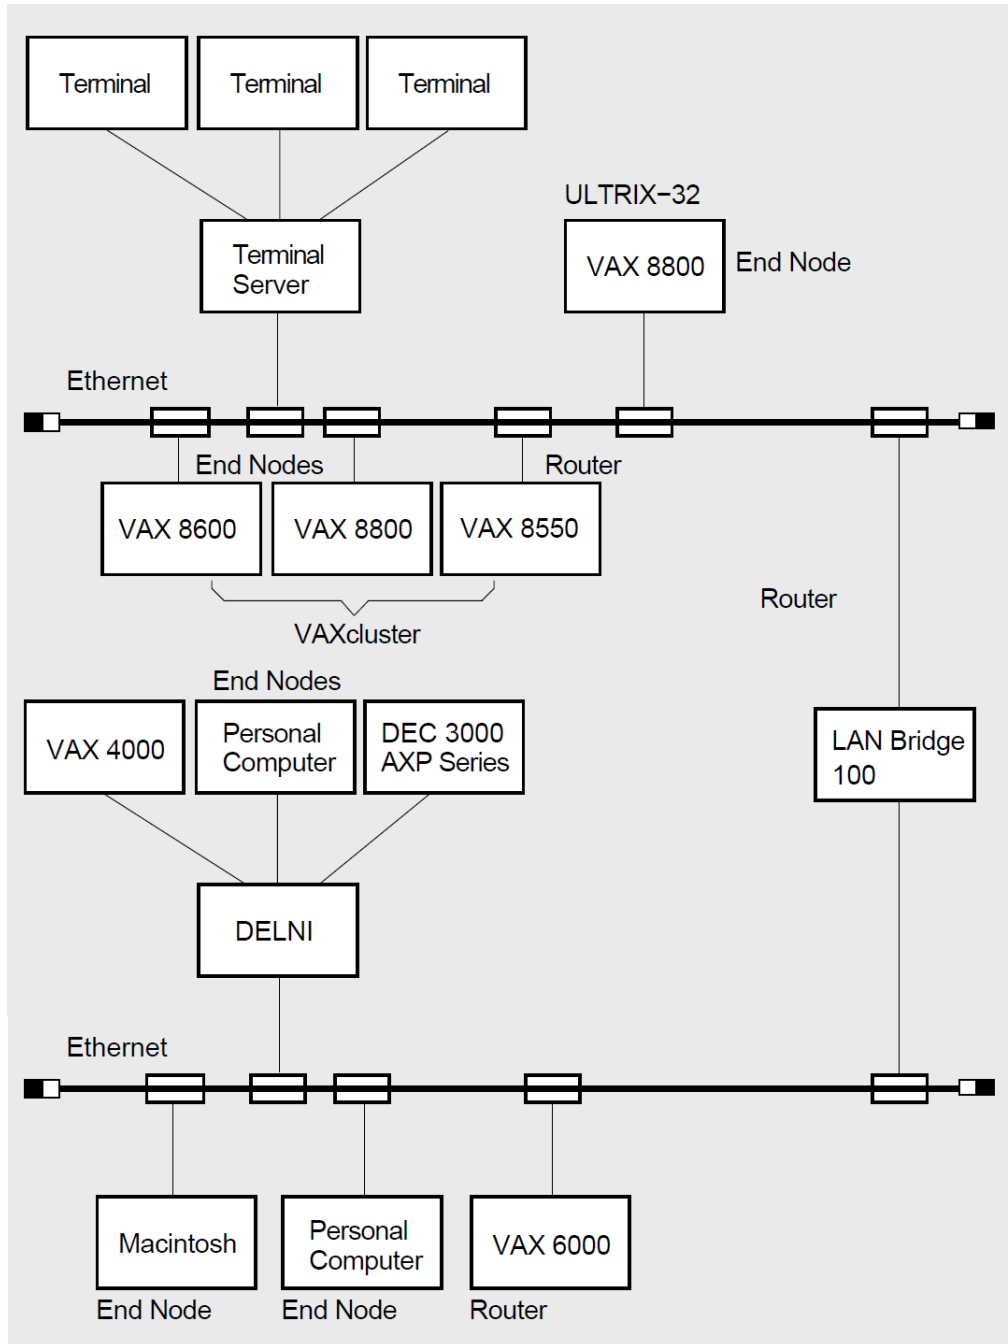 Terminal
Terminal
Terminal
ULTRIX-32
Terminal
Server
VAX 8800
End Node
Ethernet
End Nodes
Router
VAX 8600
VAX 8800
VAX 8550
Router
VAXcluster
End Nodes
VAX 4000
Personal
Computer
DEC 3000
AXP Series
LAN Bridge
100
DELNI
Ethernet
Macintosh
Personal
Computer
VAX 6000
End Node
End Node
Router